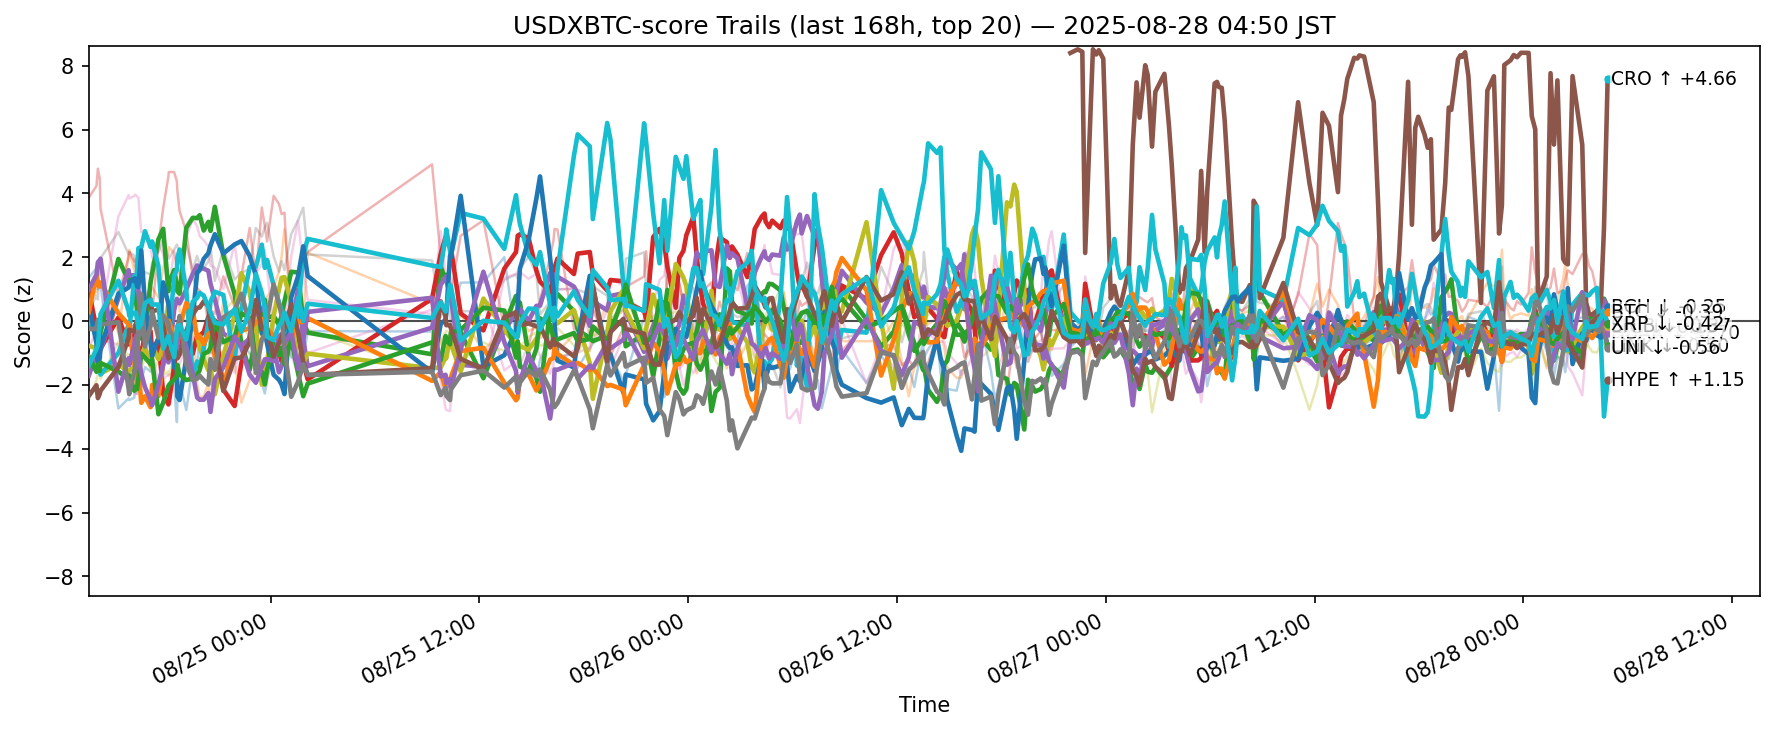 USDXBTC-score Trails (last 168h, top 20) — 2025-08-28 04:50 JST
8
6
4
2
0
−2
−4
−6
−8
Score (z)
CRO ↑ +4.66
BCH ↓ -0.25
BTC ↓ -0.39
XRP ↓ -0.42
UNI ↓ -0.56
HYPE ↑ +1.15
08/25 00:00
08/25 12:00
08/26 00:00
08/26 12:00
08/27 00:00
08/27 12:00
08/28 00:00
08/28 12:00
Time